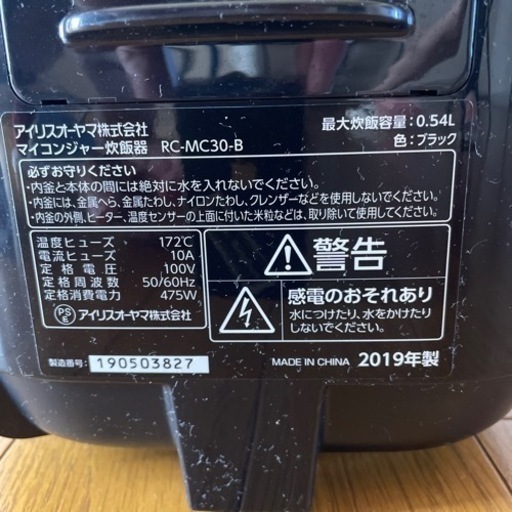 アイリスオーヤマ株式会社
最大炊飯容量：0.54L
マイコンジャー炊飯器 RC-MC30-B
色：ブラック
必ずお守りください
・内釜と本体の間には絶対に水を入れないでください。
・内釜には、金属へら、金属たわし、ナイロンたわし、クレンザーなどを使用しないでください。
・内釜の外側、ヒーター、温度センサーの上面に付いた米粒などは、取り除いて使用してください。
温度ヒューズ 172℃
電流ヒューズ 10A
定格電圧 100V
定格周波数 50/60Hz
定格消費電力 475W
PS
E
アイリスオーヤマ株式会社
警告
感電のおそれあり
水につけたり、水をかけたり
しないでください。
製造番号：190503827
MADE IN CHINA 2019年製